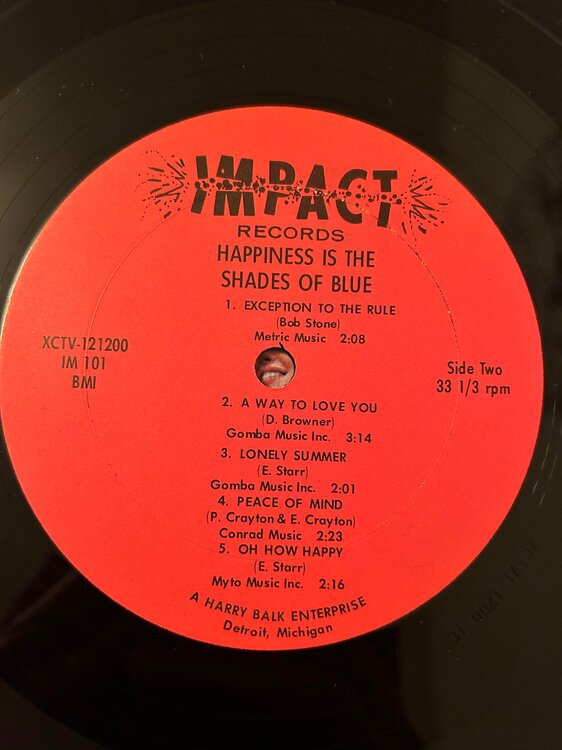 IMPACT
RECORDS
HAPPINESS IS THE
SHADES OF BLUE
1. EXCEPTION TO THE RULE
(Bob Stone)
Metric Music 2:08
XCTV-121200
IM 101
BMI
Side Two
33 1/3 rpm
2. A WAY TO LOVE YOU
(D. Browner)
Gomba Music Inc. 3:14
3. LONELY SUMMER
(E. Starr)
Gomba Music Inc. 2:01
4. PEACE OF MIND
(P. Crayton & E. Crayton)
Conrad Music 2:23
5. OH HOW HAPPY
(E. Starr)
Myto Music Inc. 2:16
A HARRY BALK ENTERPRISE
Detroit, Michigan